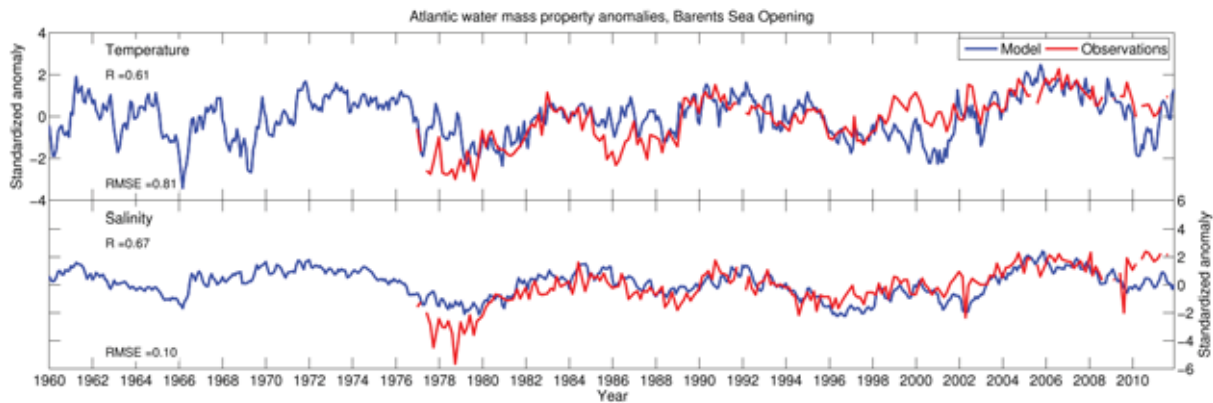 Atlantic water mass property anomalies, Barents Sea Opening
4
2
0
-2
-4
Standardized anomaly
Temperature
R =0.61
RMSE =0.81
Model
Observations
Salinity
R =0.67
RMSE =0.10
6
4
2
0
-2
-4
-6
Standardized anomaly
1960 1962 1964 1966 1968 1970 1972 1974 1976 1978 1980 1982 1984 1986 1988 1990 1992 1994 1996 1998 2000 2002 2004 2006 2008 2010
Year